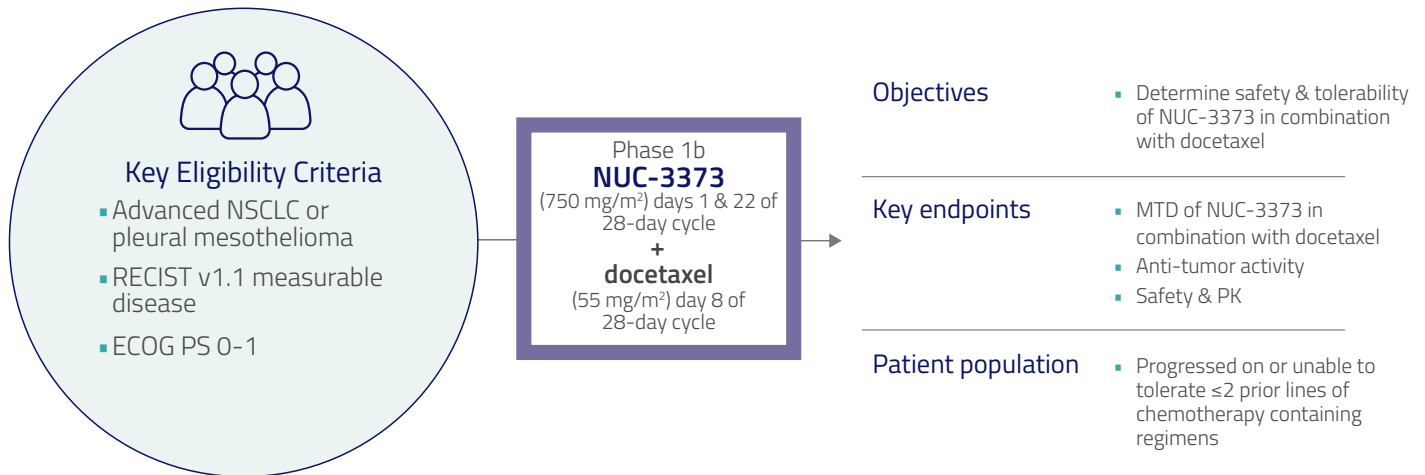 Key Eligibility Criteria
▪ Advanced NSCLC or
pleural mesothelioma
▪ RECIST v1.1 measurable
disease
▪ ECOG PS 0-1
Phase 1b
NUC-3373
(750 mg/m²) days 1 & 22 of
28-day cycle
+
docetaxel
(55 mg/m²) day 8 of
28-day cycle
Objectives
▪ Determine safety & tolerability
of NUC-3373 in combination
with docetaxel
Key endpoints
▪ MTD of NUC-3373 in
combination with docetaxel
▪ Anti-tumor activity
▪ Safety & PK
Patient population
▪ Progressed on or unable to
tolerate ≤2 prior lines of
chemotherapy containing
regimens